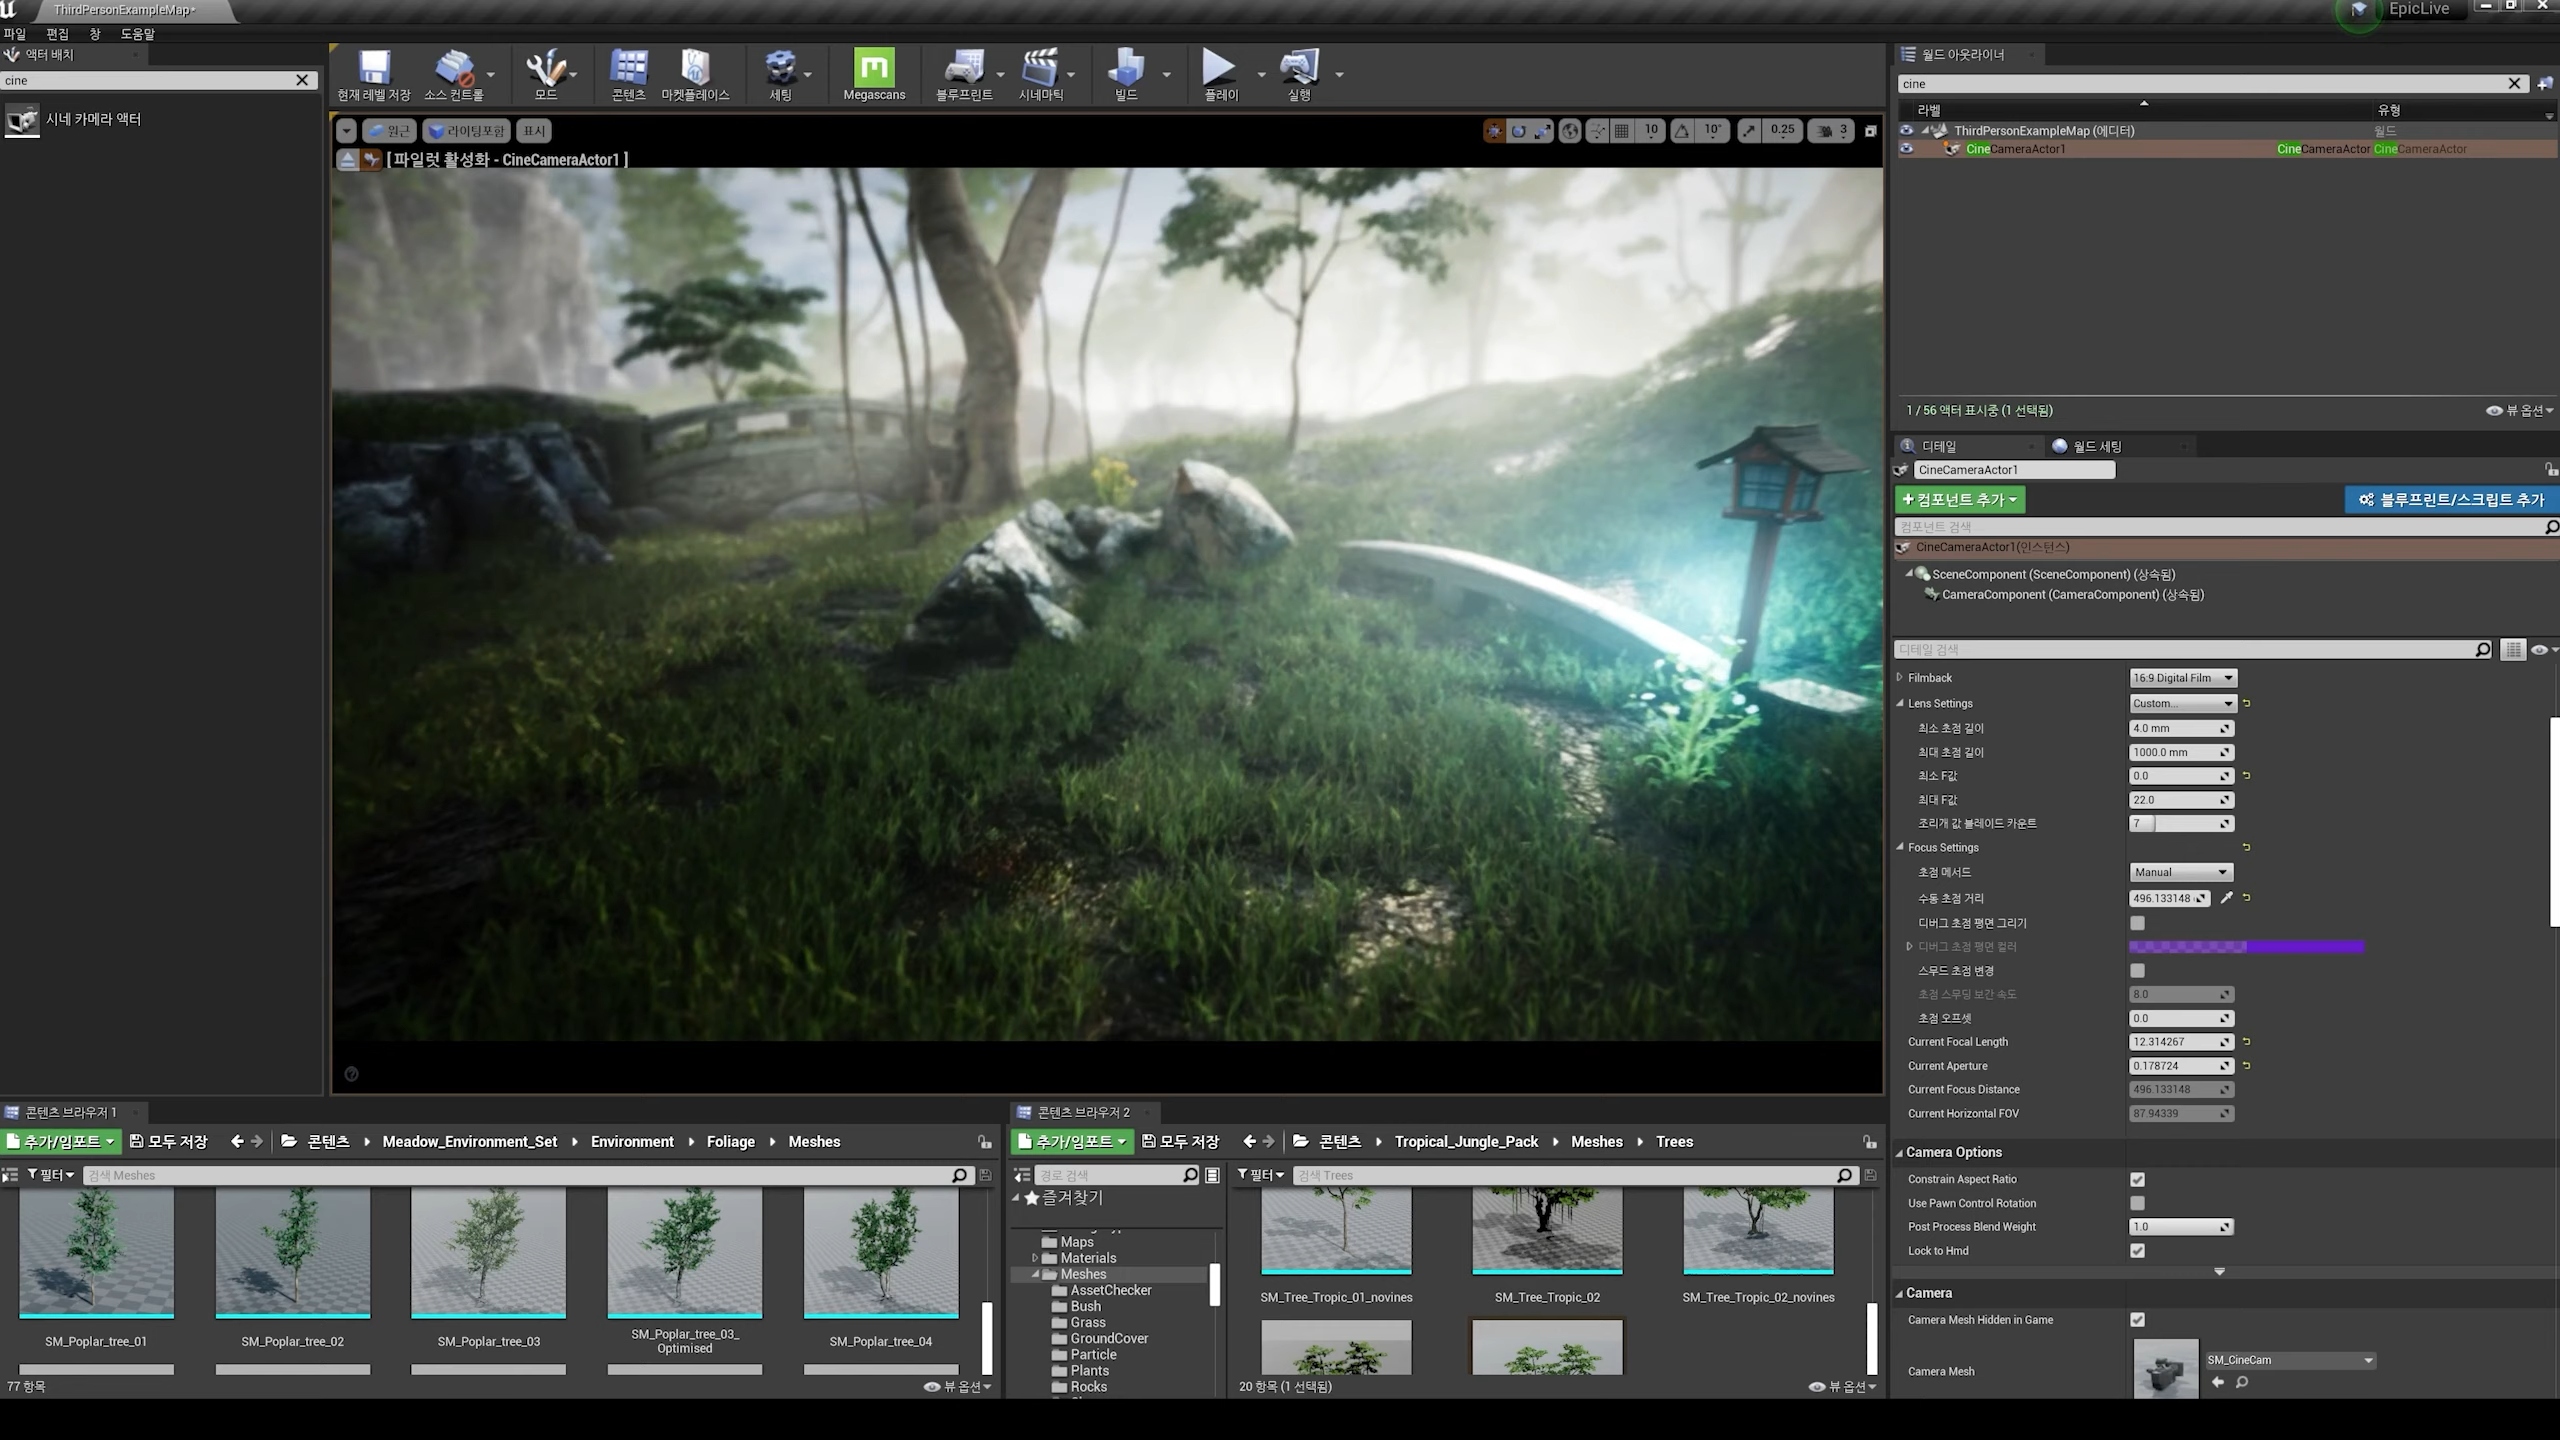 ThirdPersonExampleMap*
EpicLive
파일 편집 창 도움말
액터 배치
cine
시네 카메라 액터
현재 레벨 저장 소스 컨트롤 모드 콘텐츠 마켓플레이스 세팅 Megascans 블루프린트 시네마틱 빌드 플레이 실행
원근 라이팅포함 표시
10 10° 0.25 3
[ 파일럿 활성화 - CineCameraActor1 ]
월드 아웃라이너
cine
라벨 유형
ThirdPersonExampleMap (에디터) 월드
CineCameraActor1 CineCameraActor CineCameraActor
1 / 56 액터 표시중 (1 선택됨) 뷰 옵션
디테일 월드 세팅
CineCameraActor1
+컴포넌트 추가 블루프린트/스크립트 추가
컴포넌트 검색
CineCameraActor1(인스턴스)
SceneComponent (SceneComponent) (상속됨)
CameraComponent (CameraComponent) (상속됨)
디테일 검색
Filmback 16:9 Digital Film
Lens Settings Custom...
최소 초점 길이 4.0 mm
최대 초점 길이 1000.0 mm
최소 F값 0.0
최대 F값 22.0
조리개 값 블레이드 카운트 7
Focus Settings
초점 메서드 Manual
수동 초점 거리 496.133148
디버그 초점 평면 그리기
디버그 초점 평면 컬러
스무드 초점 변경
초점 스무딩 보간 속도 8.0
초점 오프셋 0.0
Current Focal Length 12.314267
Current Aperture 0.178724
Current Focus Distance 496.133148
Current Horizontal FOV 87.94339
Camera Options
Constrain Aspect Ratio
Use Pawn Control Rotation
Post Process Blend Weight 1.0
Lock to Hmd
Camera
Camera Mesh Hidden in Game
Camera Mesh SM_CineCam
콘텐츠 브라우저 1
추가/임포트 모두 저장 콘텐츠 Meadow_Environment_Set Environment Foliage Meshes
필터 검색 Meshes
SM_Poplar_tree_01 SM_Poplar_tree_02 SM_Poplar_tree_03 SM_Poplar_tree_03_Optimised SM_Poplar_tree_04
77 항목 뷰 옵션
콘텐츠 브라우저 2
추가/임포트 모두 저장 콘텐츠 Tropical_Jungle_Pack Meshes Trees
경로 검색 필터 검색 Trees
즐겨찾기
Maps
Materials
Meshes
AssetChecker
Bush
Grass
GroundCover
Particle
Plants
Rocks
SM_Tree_Tropic_01_novines SM_Tree_Tropic_02 SM_Tree_Tropic_02_novines
20 항목 (1 선택됨) 뷰 옵션